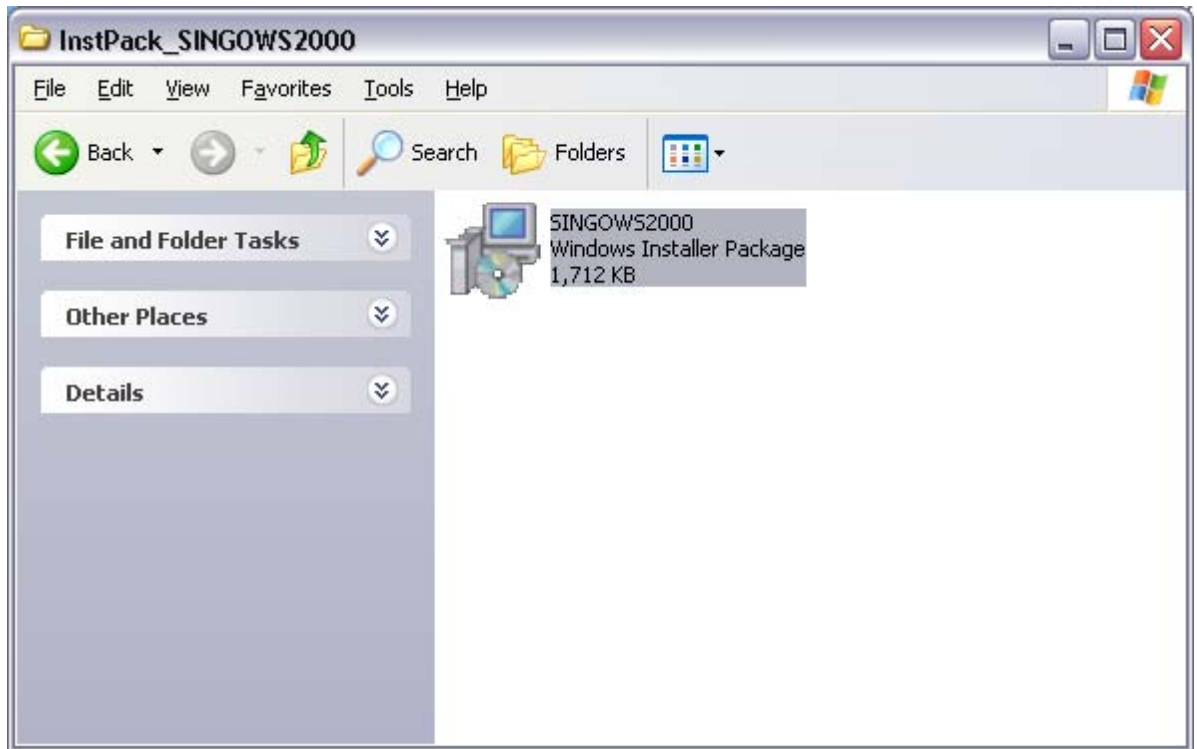 InstPack_SINGOWS2000
File Edit View Favorites Tools Help
Back Search Folders
File and Folder Tasks
Other Places
Details
SINGOWS2000
Windows Installer Package
1,712 KB